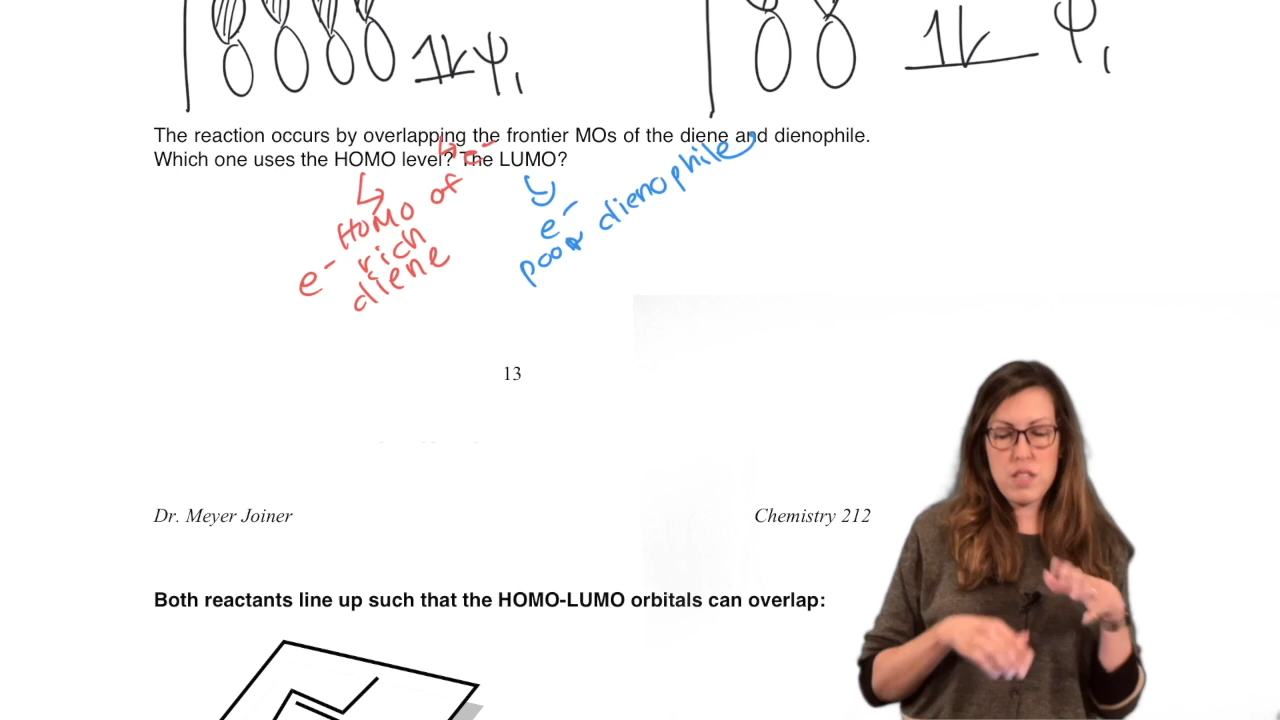 1k ψ1
1k ψ1
The reaction occurs by overlapping the frontier MOs of the diene and dienophile.
Which one uses the HOMO level? The LUMO?
↳ e-
HOMO of
e- rich
diene
e-
poor dienophile
13
Dr. Meyer Joiner
Chemistry 212
Both reactants line up such that the HOMO-LUMO orbitals can overlap: